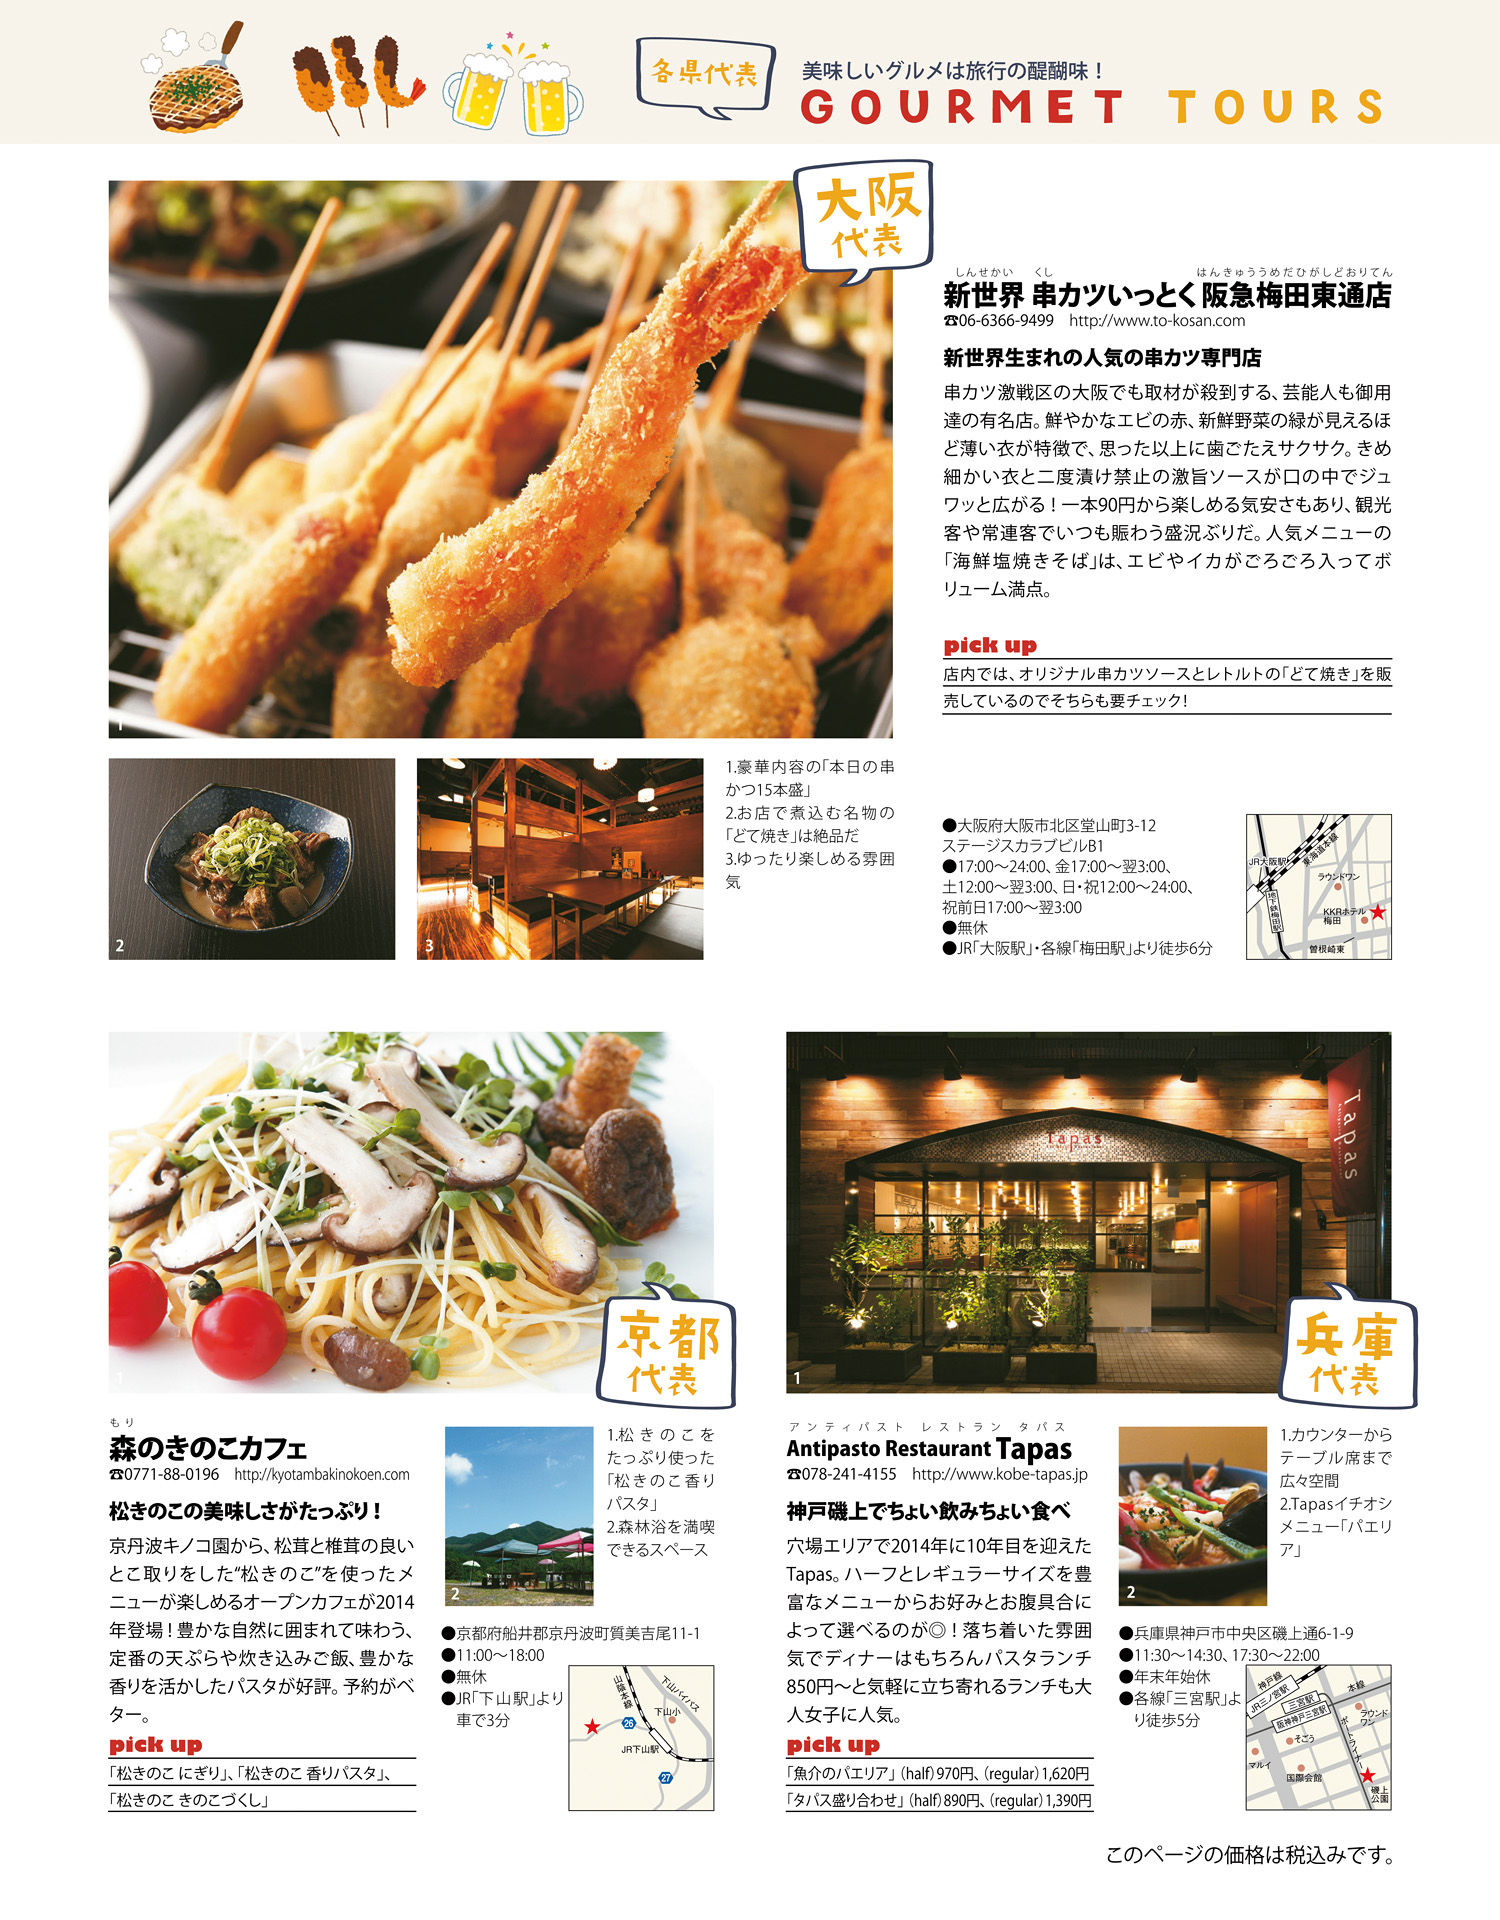 各県代表
美味しいグルメは旅行の醍醐味！
GOURMET TOURS
大阪
代表
しんせかい くし はんきゅううめだひがしどおりてん
新世界 串カツいっとく 阪急梅田東通店
☎06-6366-9499 http://www.to-kosan.com
新世界生まれの人気の串カツ専門店
串カツ激戦区の大阪でも取材が殺到する、芸能人も御用
達の有名店。鮮やかなエビの赤、新鮮野菜の緑が見えるほ
ど薄い衣が特徴で、思った以上に歯ごたえサクサク。きめ
細かい衣と二度漬け禁止の激旨ソースが口の中でジュ
ワッと広がる！一本90円から楽しめる気安さもあり、観光
客や常連客でいつも賑わう盛況ぶりだ。人気メニューの
「海鮮塩焼きそば」は、エビやイカがごろごろ入ってボ
リューム満点。
pick up
店内では、オリジナル串カツソースとレトルトの「どて焼き」を販
売しているのでそちらも要チェック！
1
2
3
1.豪華内容の「本日の串
かつ15本盛」
2.お店で煮込む名物の
「どて焼き」は絶品だ
3.ゆったり楽しめる雰囲
気
●大阪府大阪市北区堂山町3-12
ステージスカラブビルB1
●17:00〜24:00、金17:00〜翌3:00、
土12:00〜翌3:00、日・祝12:00〜24:00、
祝前日17:00〜翌3:00
●無休
●JR「大阪駅」・各線「梅田駅」より徒歩6分
JR大阪駅
東海道本線
ラウンドワン
地下鉄梅田駅
KKRホテル
梅田
曽根崎東
1
京都
代表
もり
森のきのこカフェ
☎0771-88-0196 http://kyotambakinokoen.com
松きのこの美味しさがたっぷり！
京丹波キノコ園から、松茸と椎茸の良い
とこ取りをした“松きのこ”を使ったメ
ニューが楽しめるオープンカフェが2014
年登場！豊かな自然に囲まれて味わう、
定番の天ぷらや炊き込みご飯、豊かな
香りを活かしたパスタが好評。予約がベ
ター。
pick up
「松きのこ にぎり」、「松きのこ 香りパスタ」、
「松きのこ きのこづくし」
2
1.松きのこを
たっぷり使った
「松きのこ香り
パスタ」
2.森林浴を満喫
できるスペース
●京都府船井郡京丹波町質美吉尾11-1
●11:00〜18:00
●無休
●JR「下山駅」より
車で3分
山陰本線
下山バイパス
下山小
26
JR下山駅
27
Tapas
Tapas
1
兵庫
代表
アンティパスト レストラン タパス
Antipasto Restaurant Tapas
☎078-241-4155 http://www.kobe-tapas.jp
神戸磯上でちょい飲みちょい食べ
穴場エリアで2014年に10年目を迎えた
Tapas。ハーフとレギュラーサイズを豊
富なメニューからお好みとお腹具合に
よって選べるのが◎！落ち着いた雰囲
気でディナーはもちろんパスタランチ
850円〜と気軽に立ち寄れるランチも大
人女子に人気。
pick up
「魚介のパエリア」（half）970円、（regular）1,620円
「タパス盛り合わせ」（half）890円、（regular）1,390円
2
1.カウンターから
テーブル席まで
広々空間
2.Tapasイチオシ
メニュー「パエリ
ア」
●兵庫県神戸市中央区磯上通6-1-9
●11:30〜14:30、17:30〜22:00
●年末年始休
●各線「三宮駅」よ
り徒歩5分
神戸線
JR三ノ宮駅
三宮駅
本線
阪神神戸三宮駅
ラウンド
ワン
ポートライナー
そごう
マルイ
国際会館
磯上
公園
このページの価格は税込みです。